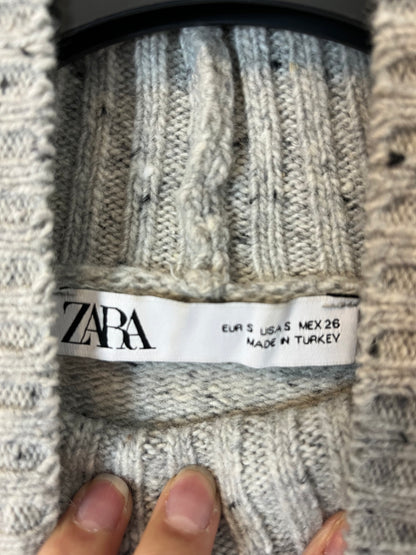 ZARA
EUR S USA S MEX 26
MADE IN TURKEY